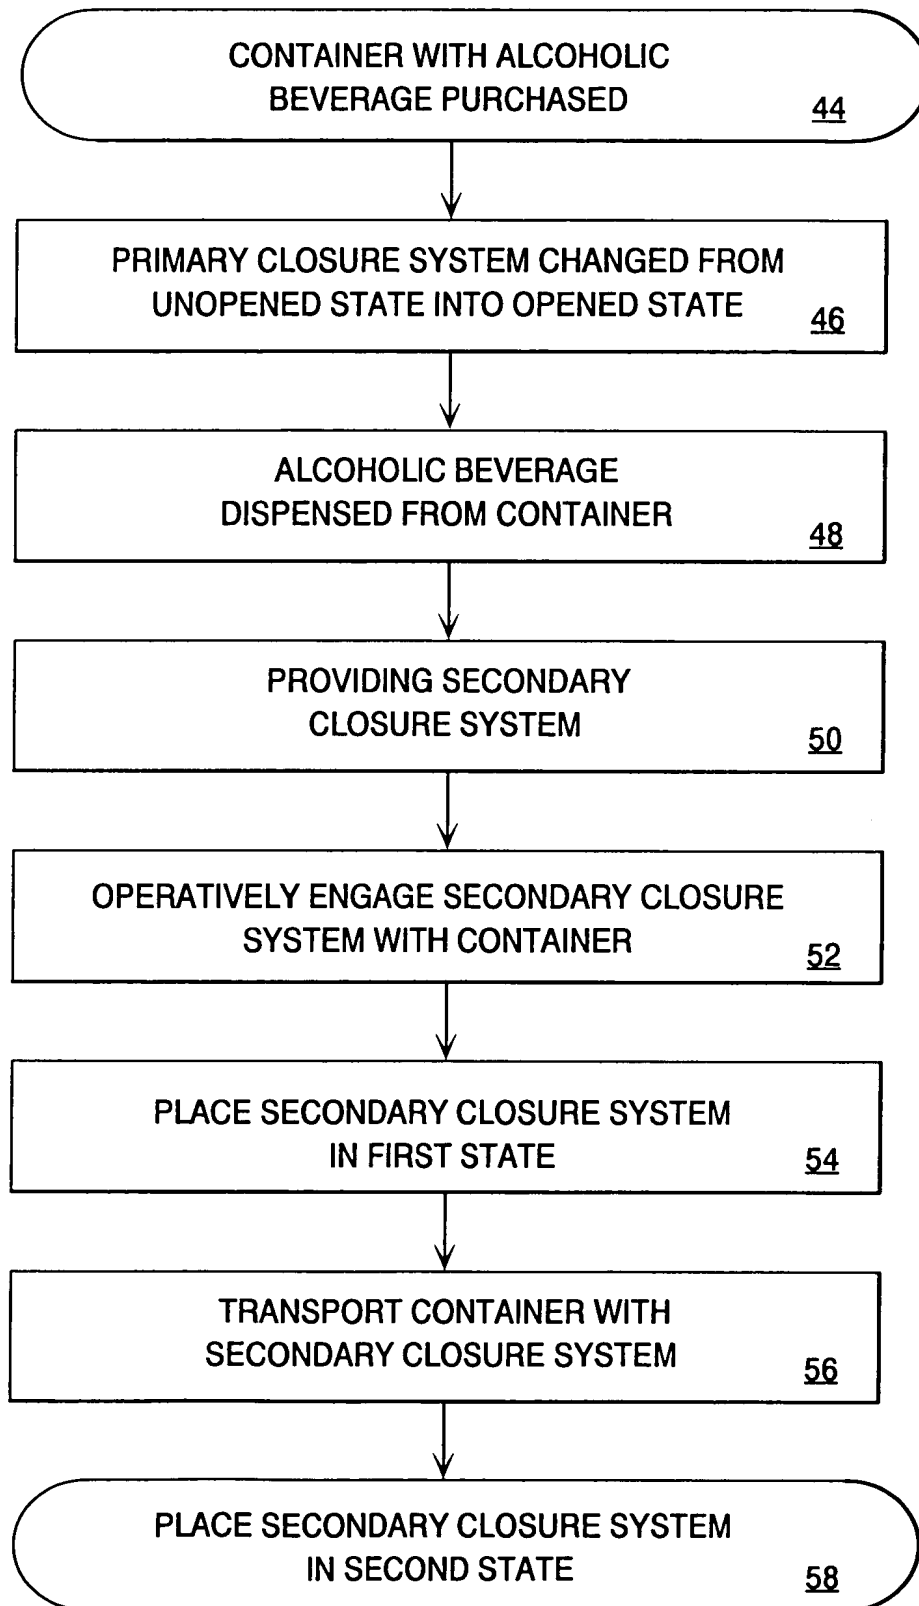 CONTAINER WITH ALCOHOLIC
BEVERAGE PURCHASED
44
PRIMARY CLOSURE SYSTEM CHANGED FROM
UNOPENED STATE INTO OPENED STATE
46
ALCOHOLIC BEVERAGE
DISPENSED FROM CONTAINER
48
PROVIDING SECONDARY
CLOSURE SYSTEM
50
OPERATIVELY ENGAGE SECONDARY CLOSURE
SYSTEM WITH CONTAINER
52
PLACE SECONDARY CLOSURE SYSTEM
IN FIRST STATE
54
TRANSPORT CONTAINER WITH
SECONDARY CLOSURE SYSTEM
56
PLACE SECONDARY CLOSURE SYSTEM
IN SECOND STATE
58